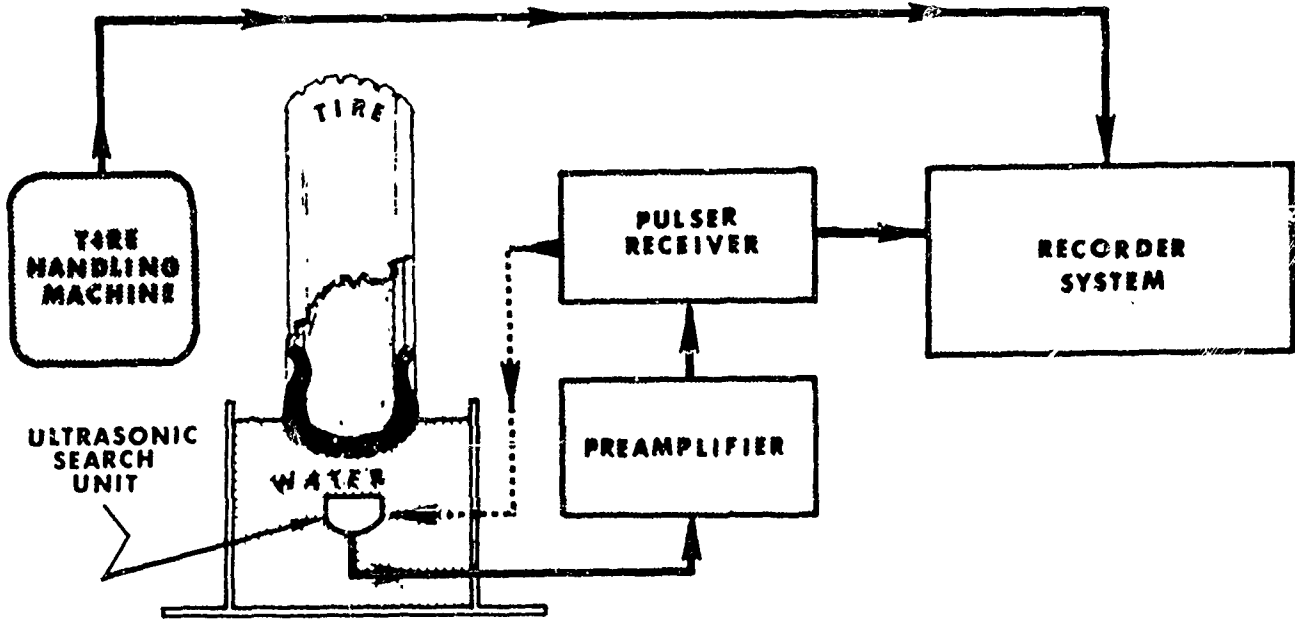 TIRE
TIRE
HANDLING
MACHINE
PULSER
RECEIVER
RECORDER
SYSTEM
ULTRASONIC
SEARCH
UNIT
WATER
PREAMPLIFIER